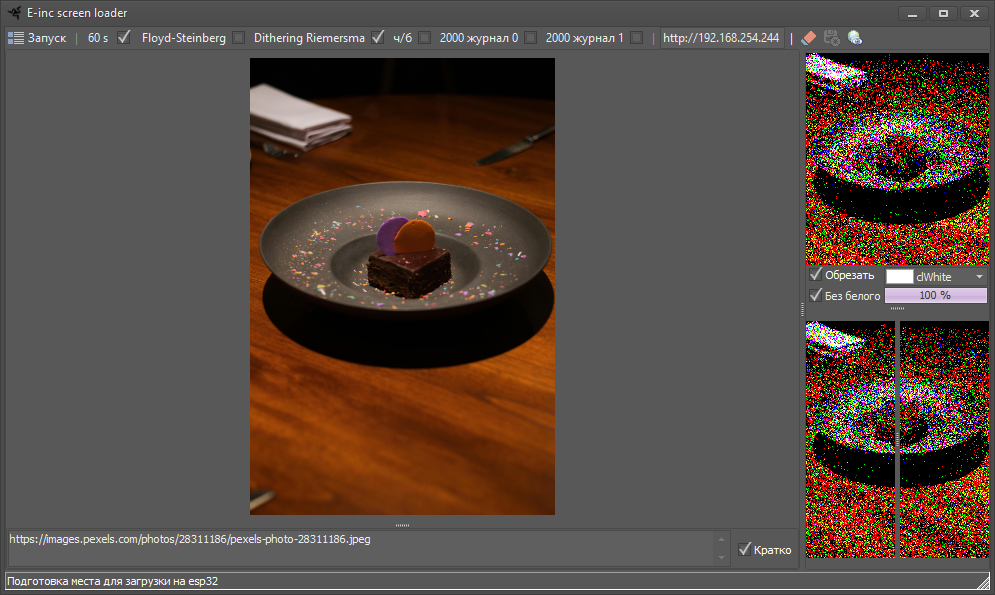 E-inc screen loader
Запуск | 60 s Floyd-Steinberg Dithering Riemersma ч/б 2000 журнал 0 2000 журнал 1 | http://192.168.254.244 |
Обрезать clWhite
Без белого 100 %
https://images.pexels.com/photos/28311186/pexels-photo-28311186.jpeg
Кратко
Подготовка места для загрузки на esp32